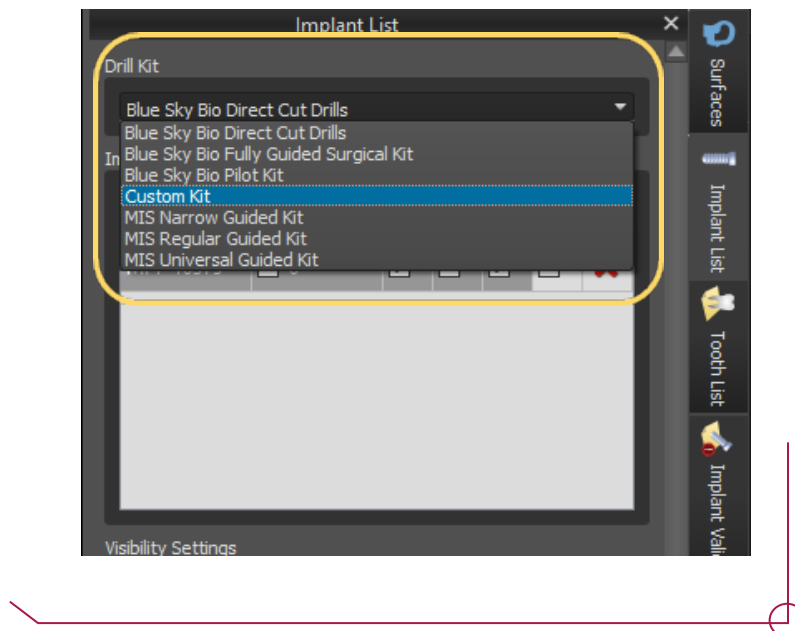 Implant List
Drill Kit
Blue Sky Bio Direct Cut Drills
Blue Sky Bio Direct Cut Drills
Blue Sky Bio Fully Guided Surgical Kit
Blue Sky Bio Pilot Kit
Custom Kit
MIS Narrow Guided Kit
MIS Regular Guided Kit
MIS Universal Guided Kit
Visibility Settings
Surfaces
Implant List
Tooth List
Implant Vali